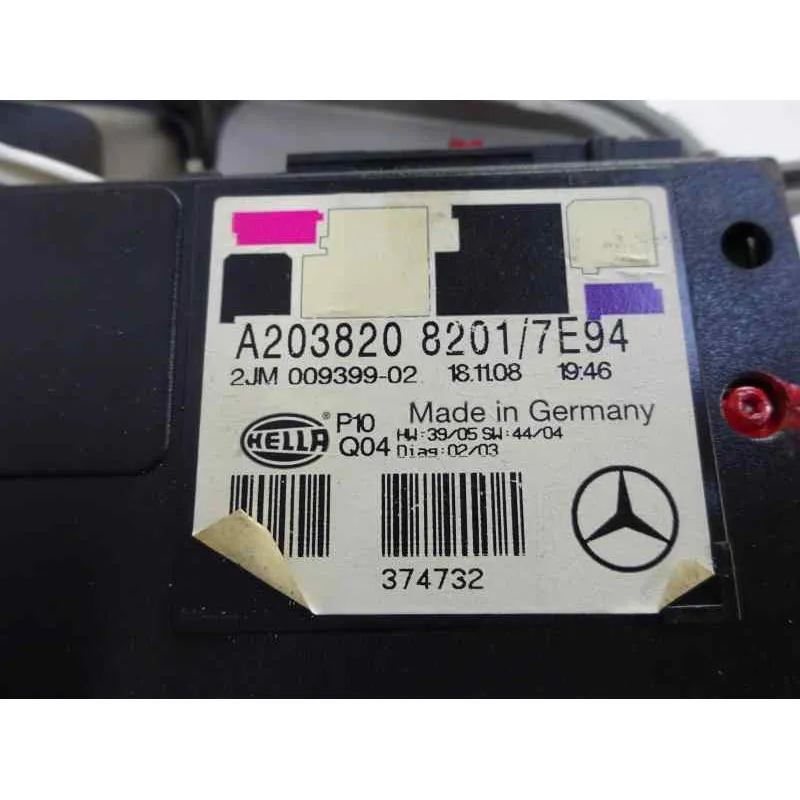 A203820 8201/7E94
2JM 009399-02 18.11.08 19:46
HELLA ® P10 Made in Germany
Q04 HW:39/05 SW:44/04
Diag:02/03
374732